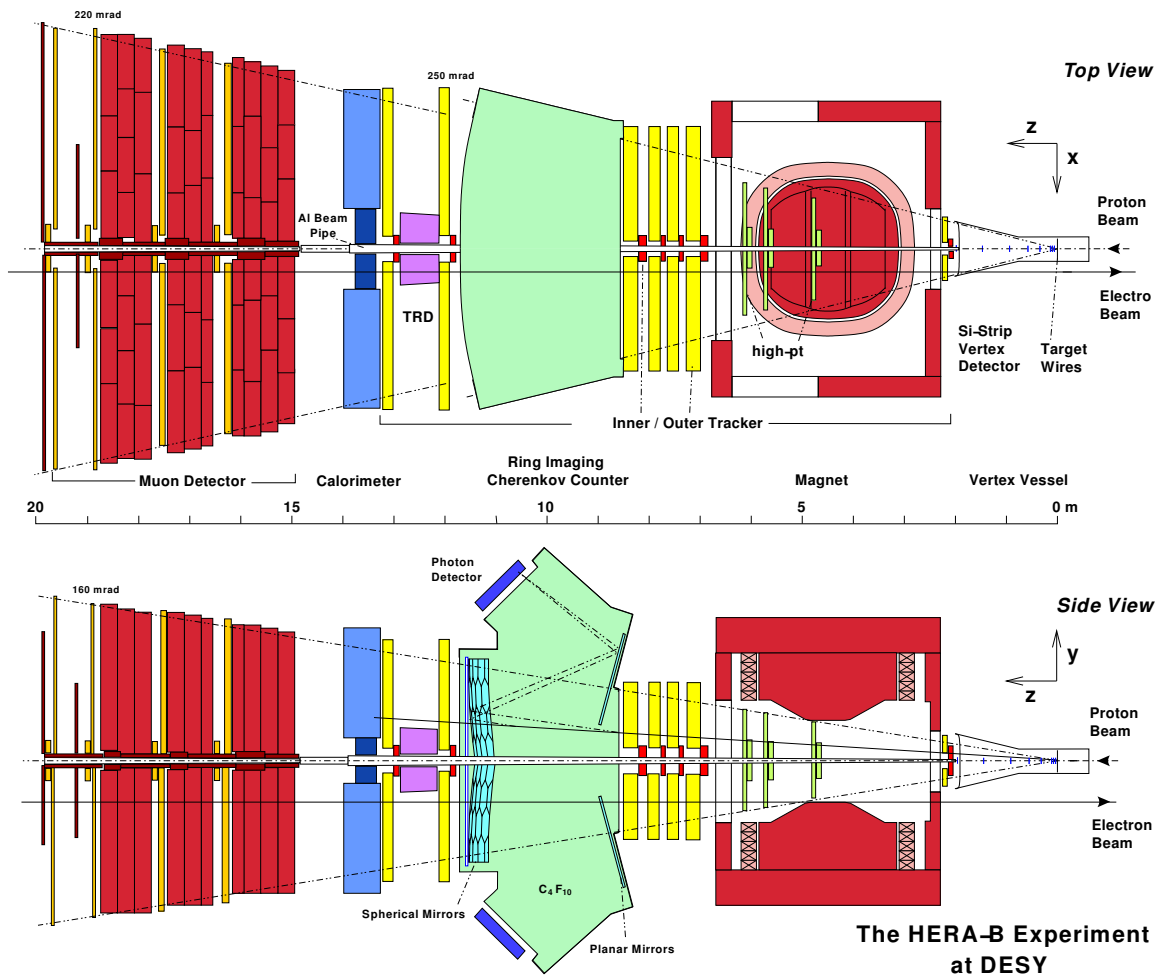 220 mrad
250 mrad
Top View
z
x
Al Beam
Pipe
Proton
Beam
Electro
Beam
TRD
high-pt
Si-Strip
Vertex
Detector
Target
Wires
Inner / Outer Tracker
Muon Detector
Calorimeter
Ring Imaging
Cherenkov Counter
Magnet
Vertex Vessel
20
15
10
5
0 m
Photon
Detector
160 mrad
Side View
y
z
Proton
Beam
Electron
Beam
C4F10
Spherical Mirrors
Planar Mirrors
The HERA-B Experiment
at DESY